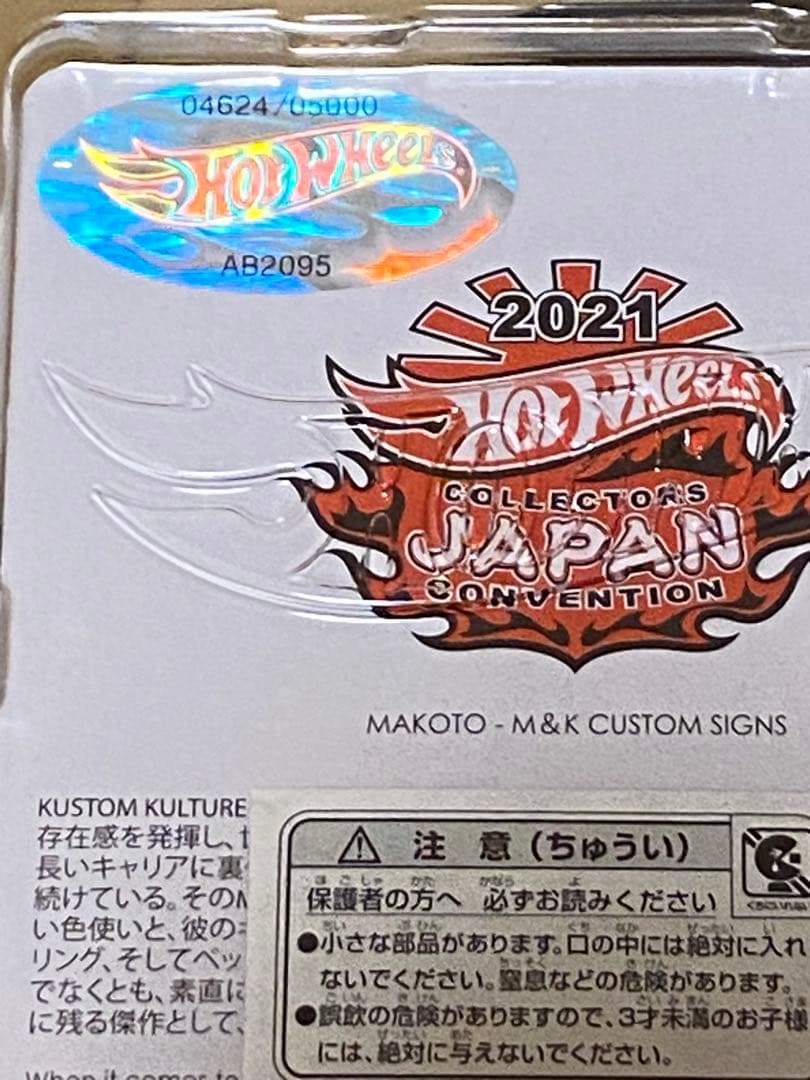 04624/05000
HOT WHEELS
AB2095
2021
HOT WHEELS
COLLECTORS
JAPAN
CONVENTION
MAKOTO - M&K CUSTOM SIGNS
KUSTOM KULTURE
存在感を発揮し、
長いキャリアに裏
続けている。そのM
い色使いと、彼の
リング、そしてペッ
でなくとも、素直に
に残る傑作として、
When it comes to
⚠ 注 意 (ちゅうい)
保護者の方へ 必ずお読みください
●小さな部品があります。口の中には絶対に入れ
ないでください。窒息などの危険があります。
●誤飲の危険がありますので、3才未満のお子様
には、絶対に与えないでください。